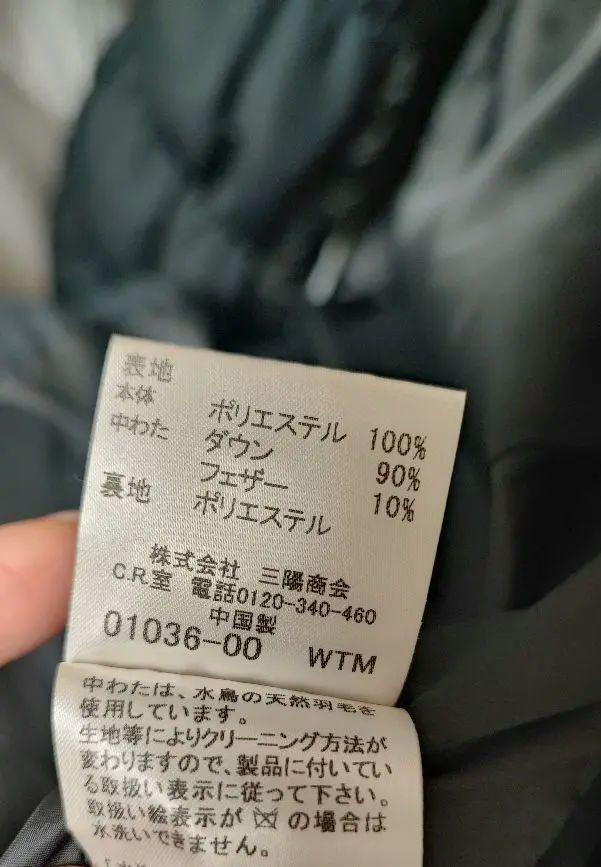 表地
本体 ポリエステル 100%
中わた ダウン 90%
フェザー 10%
裏地 ポリエステル
株式会社 三陽商会
C.R室 電話0120-340-460
中国製
01036-00 WTM
中わたは、水鳥の天然羽毛を
使用しています。
生地等によりクリーニング方法が
変わりますので、製品に付いてい
る取扱い表示に従って下さい。
取扱い絵表示が の場合は
水洗いできません。